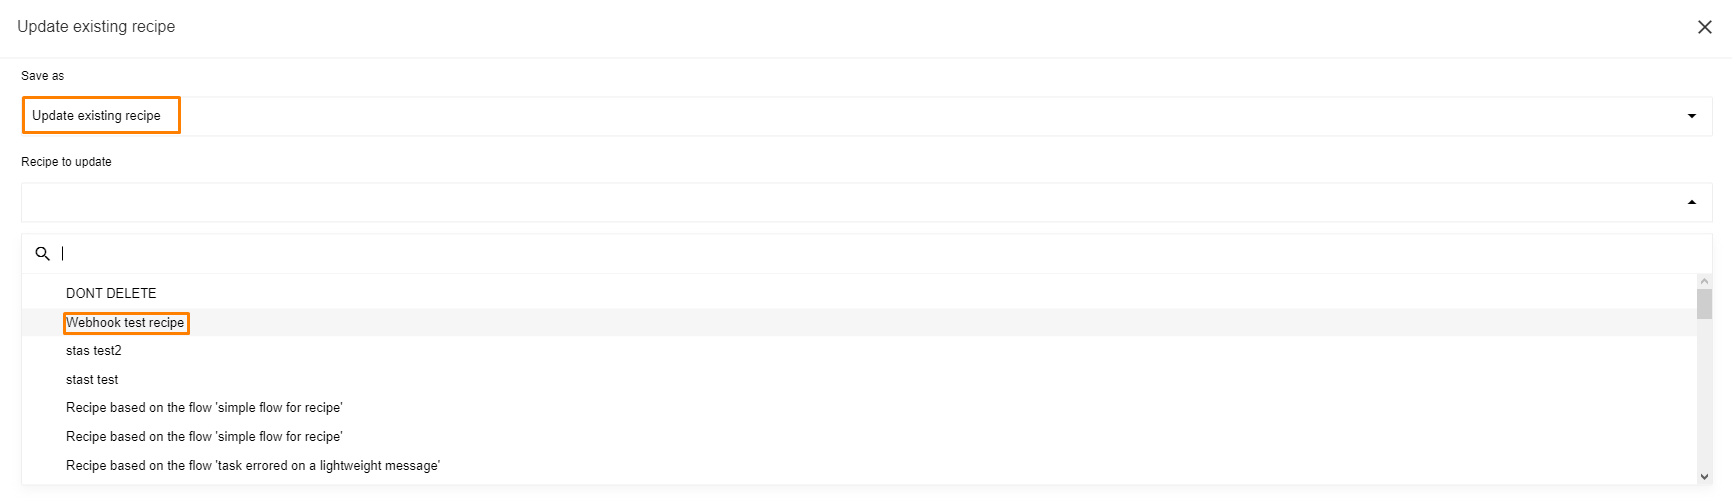 Update existing recipe
Save as
Update existing recipe
Recipe to update
DONT DELETE
Webhook test recipe
stas test2
stast test
Recipe based on the flow 'simple flow for recipe'
Recipe based on the flow 'simple flow for recipe'
Recipe based on the flow 'task errored on a lightweight message'